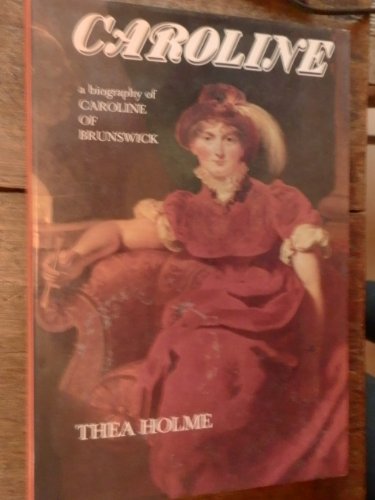 CAROLINE
a biography of
CAROLINE
OF
BRUNSWICK
THEA HOLME